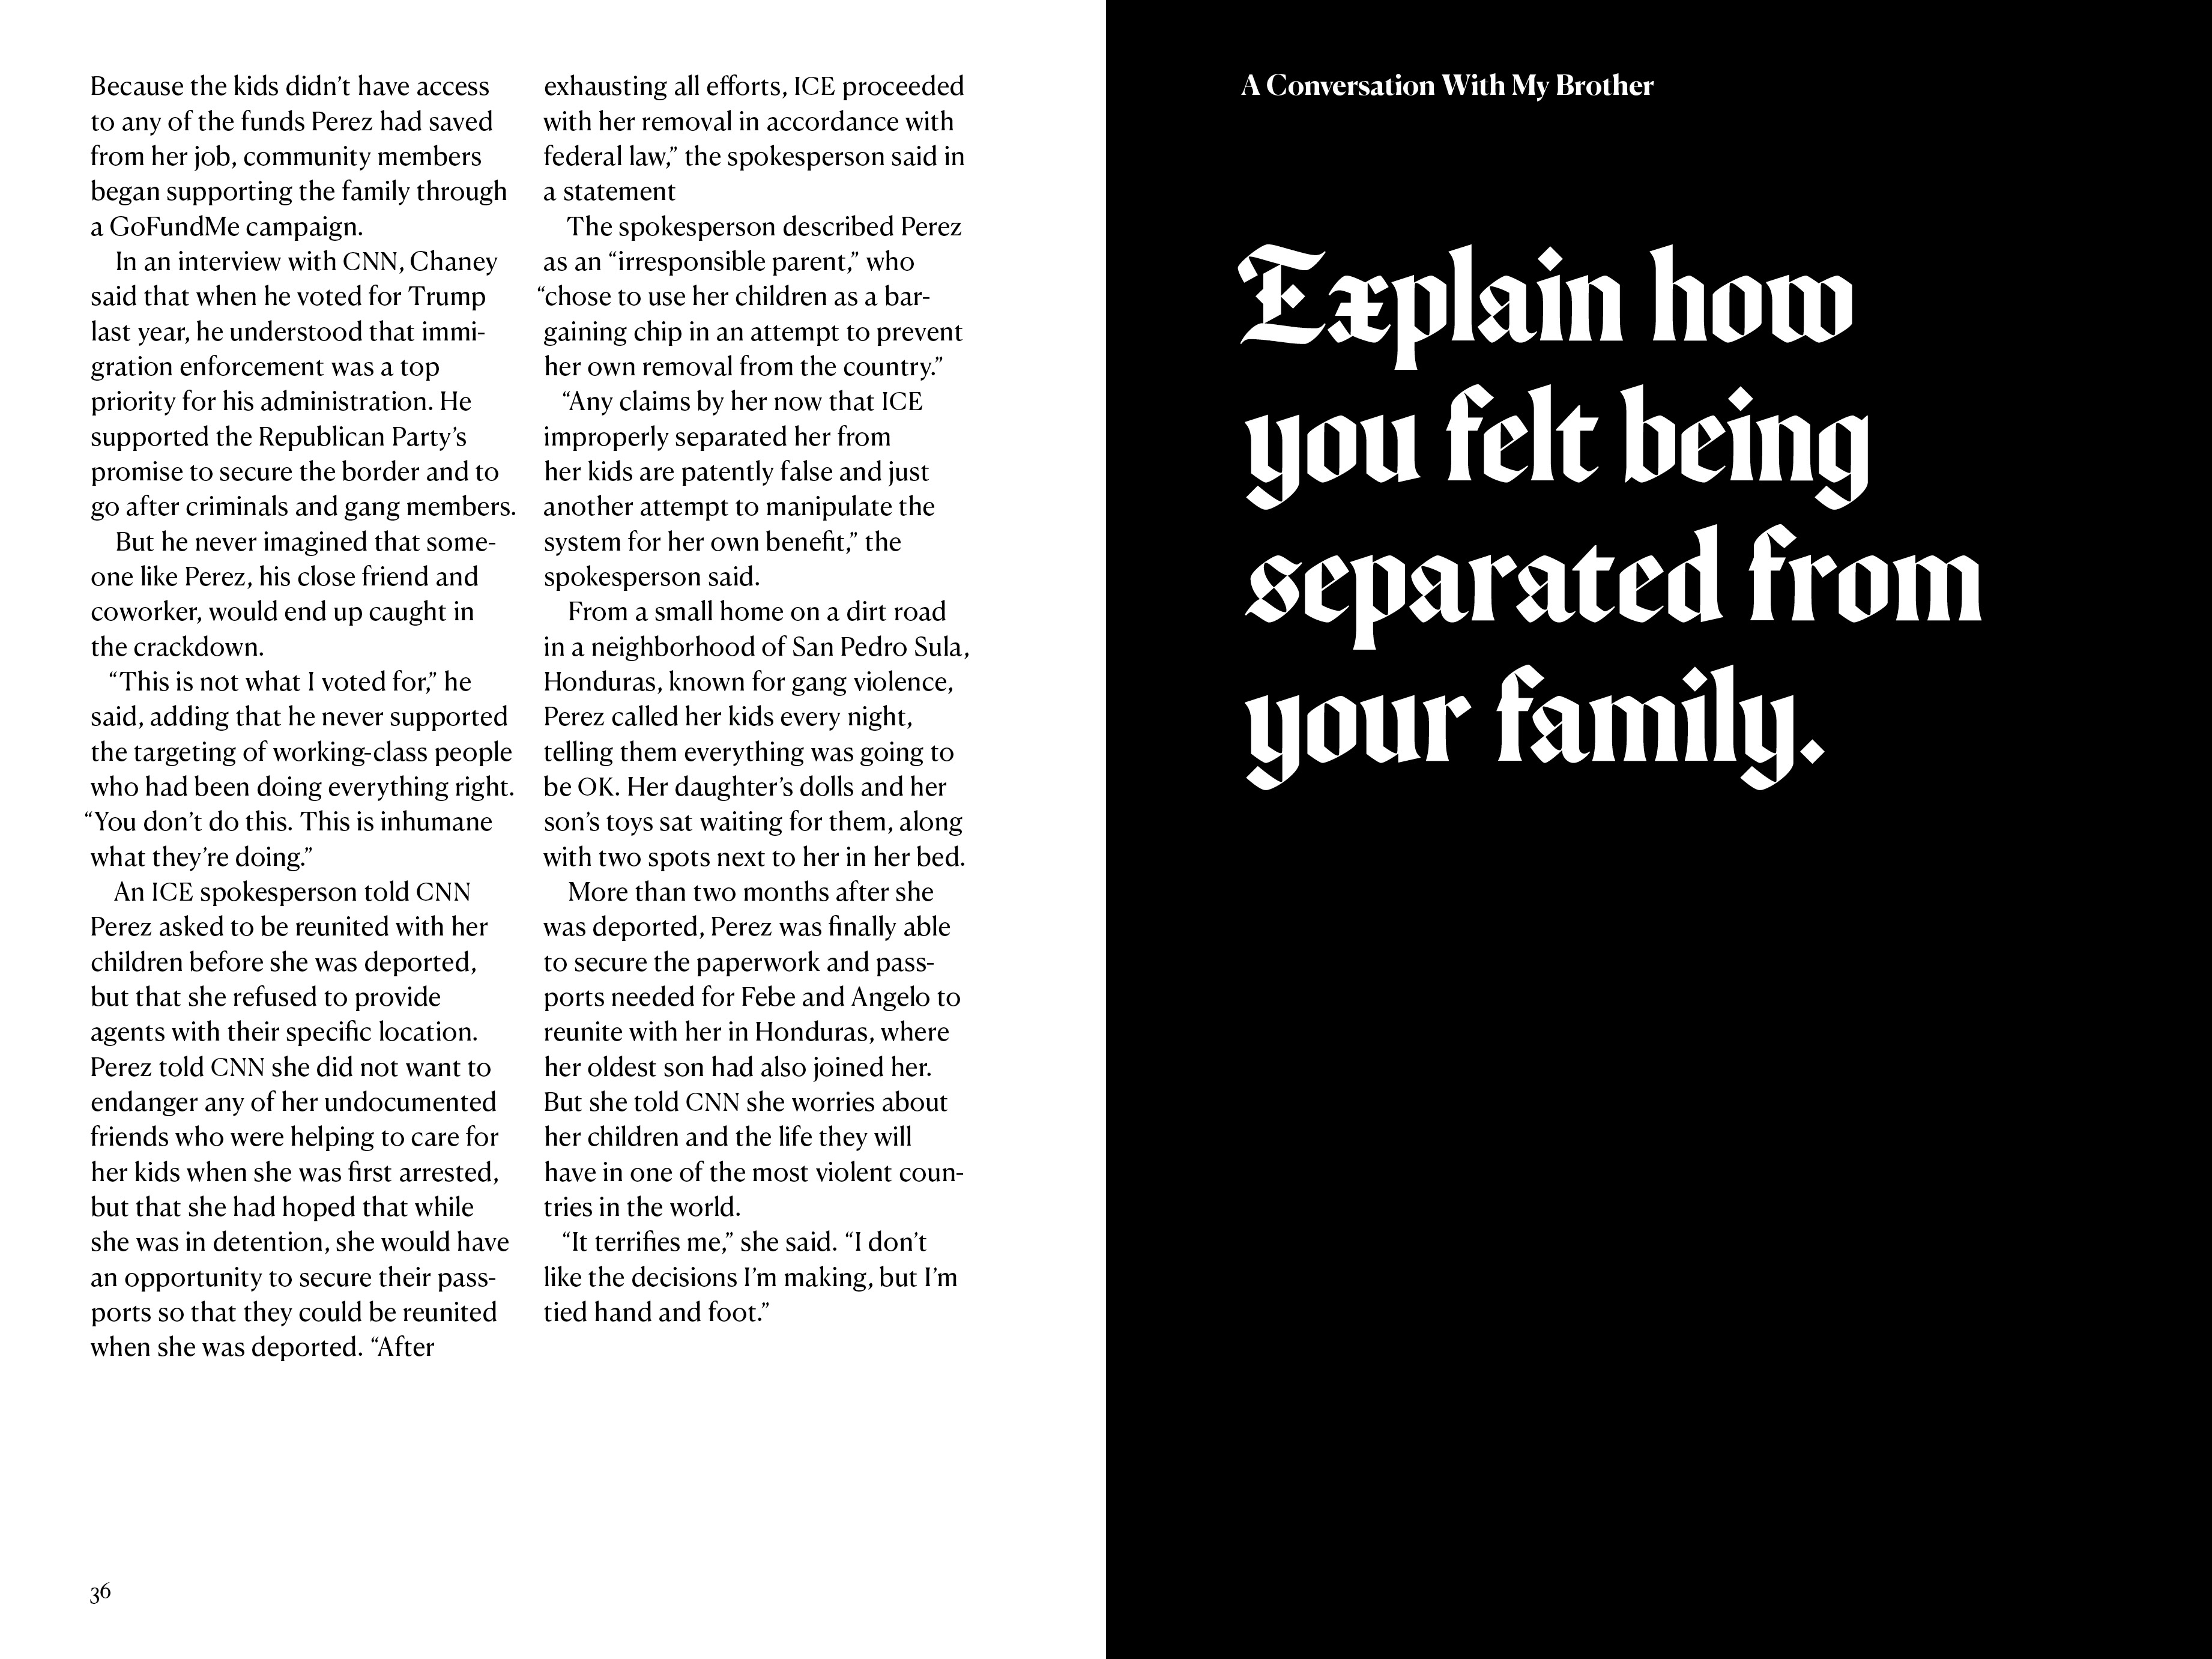 Because the kids didn’t have access
to any of the funds Perez had saved
from her job, community members
began supporting the family through
a GoFundMe campaign.
In an interview with CNN, Chaney
said that when he voted for Trump
last year, he understood that immi-
gration enforcement was a top
priority for his administration. He
supported the Republican Party’s
promise to secure the border and to
go after criminals and gang members.
But he never imagined that some-
one like Perez, his close friend and
coworker, would end up caught in
the crackdown.
“This is not what I voted for,” he
said, adding that he never supported
the targeting of working-class people
who had been doing everything right.
“You don’t do this. This is inhumane
what they’re doing.”
An ICE spokesperson told CNN
Perez asked to be reunited with her
children before she was deported,
but that she refused to provide
agents with their specific location.
Perez told CNN she did not want to
endanger any of her undocumented
friends who were helping to care for
her kids when she was first arrested,
but that she had hoped that while
she was in detention, she would have
an opportunity to secure their pass-
ports so that they could be reunited
when she was deported. “After
exhausting all efforts, ICE proceeded
with her removal in accordance with
federal law,” the spokesperson said in
a statement
The spokesperson described Perez
as an “irresponsible parent,” who
“chose to use her children as a bar-
gaining chip in an attempt to prevent
her own removal from the country.”
“Any claims by her now that ICE
improperly separated her from
her kids are patently false and just
another attempt to manipulate the
system for her own benefit,” the
spokesperson said.
From a small home on a dirt road
in a neighborhood of San Pedro Sula,
Honduras, known for gang violence,
Perez called her kids every night,
telling them everything was going to
be OK. Her daughter’s dolls and her
son’s toys sat waiting for them, along
with two spots next to her in her bed.
More than two months after she
was deported, Perez was finally able
to secure the paperwork and pass-
ports needed for Febe and Angelo to
reunite with her in Honduras, where
her oldest son had also joined her.
But she told CNN she worries about
her children and the life they will
have in one of the most violent coun-
tries in the world.
“It terrifies me,” she said. “I don’t
like the decisions I’m making, but I’m
tied hand and foot.”
36
A Conversation With My Brother
Explain how
you felt being
separated from
your family.